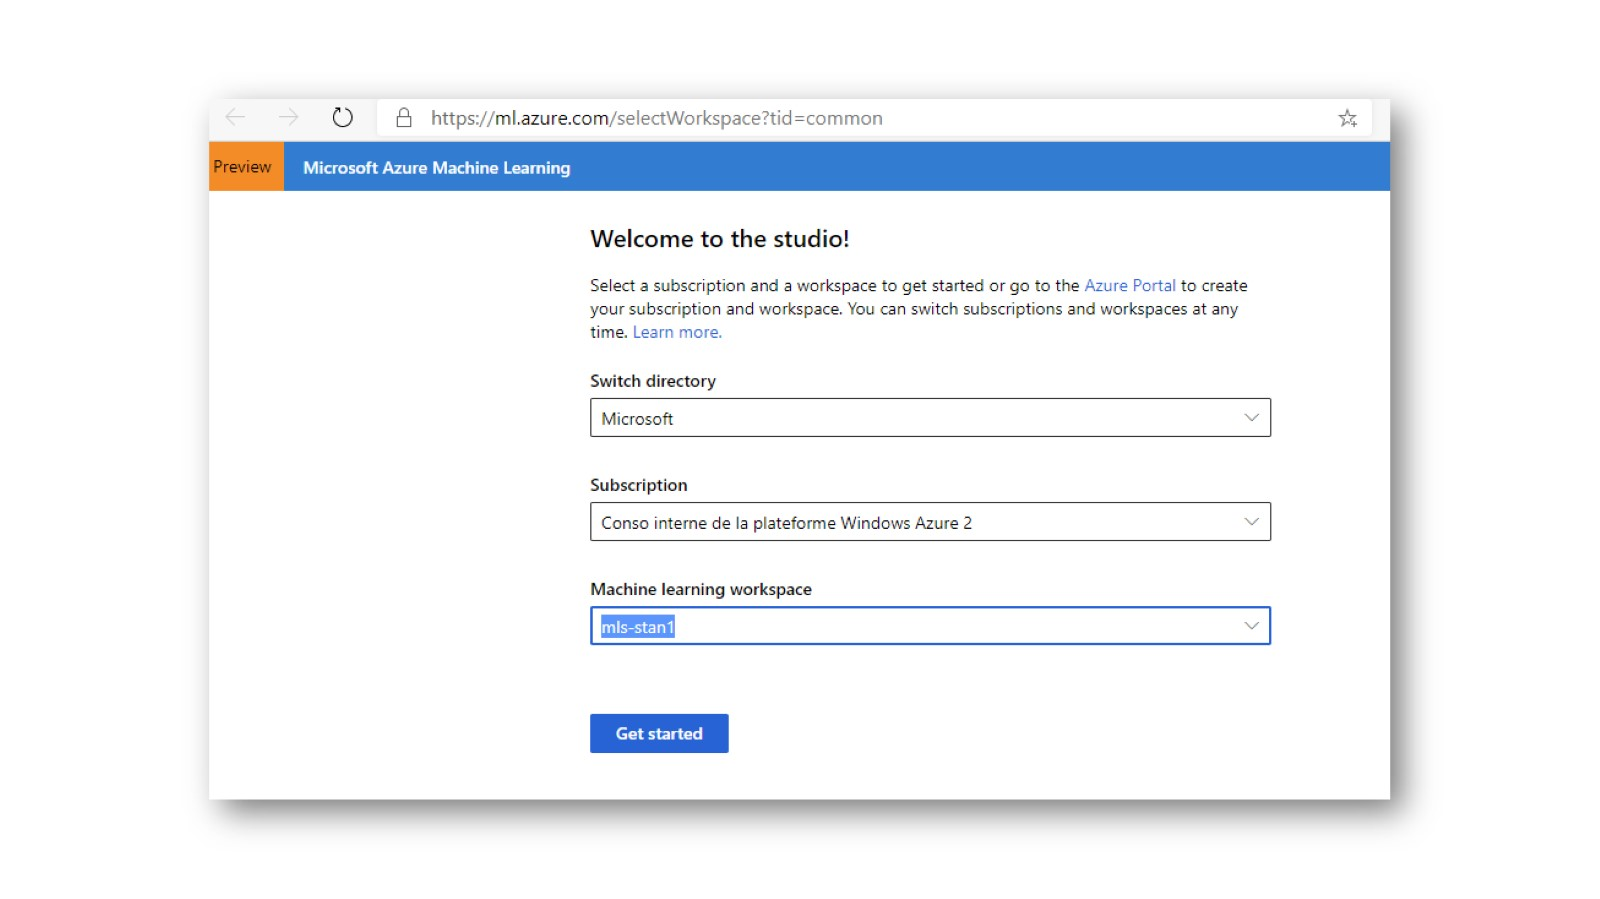 https://ml.azure.com/selectWorkspace?tid=common
Preview
Microsoft Azure Machine Learning
Welcome to the studio!
Select a subscription and a workspace to get started or go to the Azure Portal to create
your subscription and workspace. You can switch subscriptions and workspaces at any
time. Learn more.
Switch directory
Microsoft
Subscription
Conso interne de la plateforme Windows Azure 2
Machine learning workspace
mls-stan1
Get started